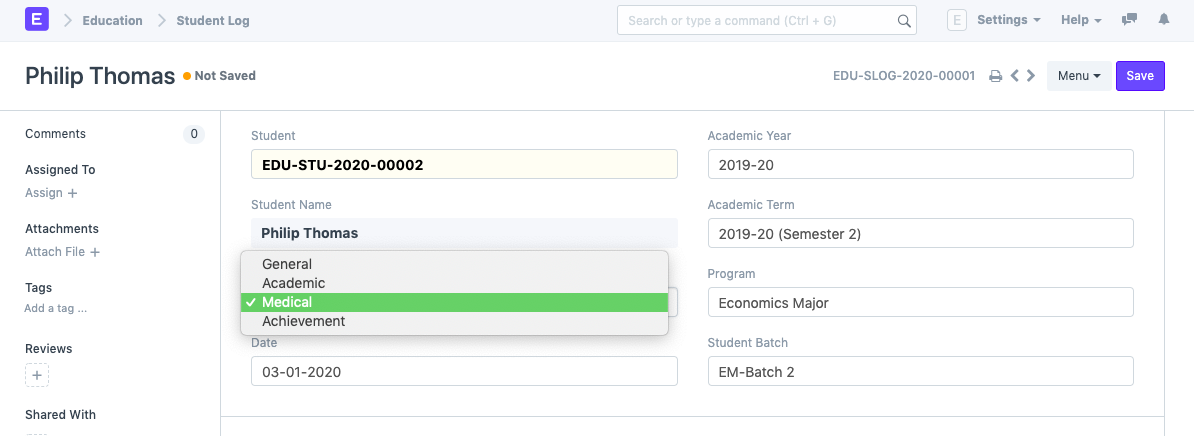 E Education Student Log Search or type a command (Ctrl + G) E Settings Help
Philip Thomas Not Saved EDU-SLOG-2020-00001 Menu Save
Comments 0
Assigned To
Assign +
Attachments
Attach File +
Tags
Add a tag ...
Reviews
+
Shared With
Student
EDU-STU-2020-00002
Student Name
Philip Thomas
General
Academic
Medical
Achievement
Date
03-01-2020
Academic Year
2019-20
Academic Term
2019-20 (Semester 2)
Program
Economics Major
Student Batch
EM-Batch 2